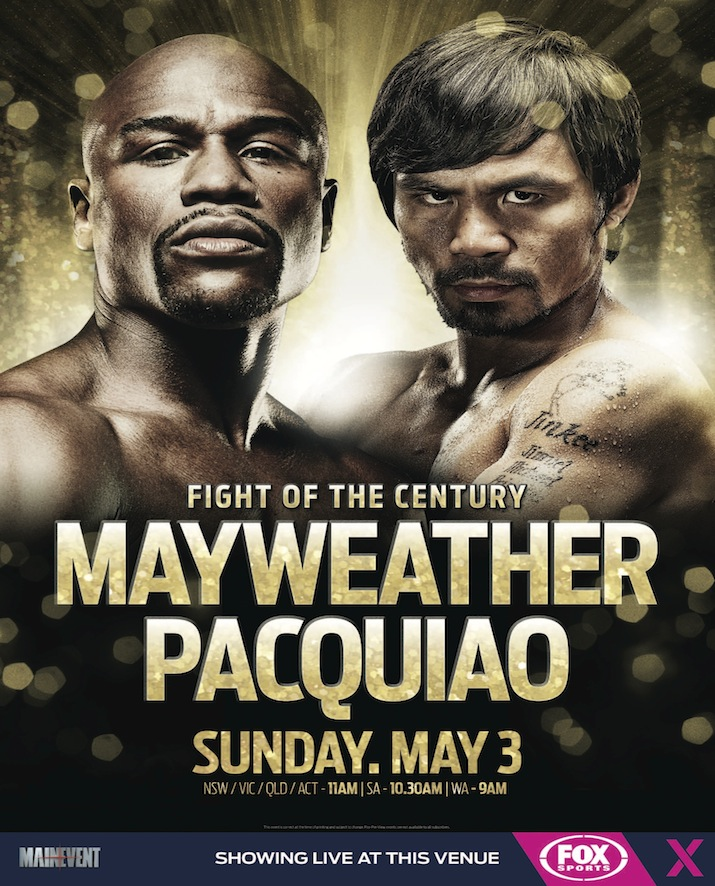 Jinkee
FIGHT OF THE CENTURY
MAYWEATHER
PACQUIAO
SUNDAY. MAY 3
NSW / VIC / QLD / ACT - 11AM | SA - 10.30AM | WA - 9AM
MAINEVENT
SHOWING LIVE AT THIS VENUE
FOX
SPORTS
X